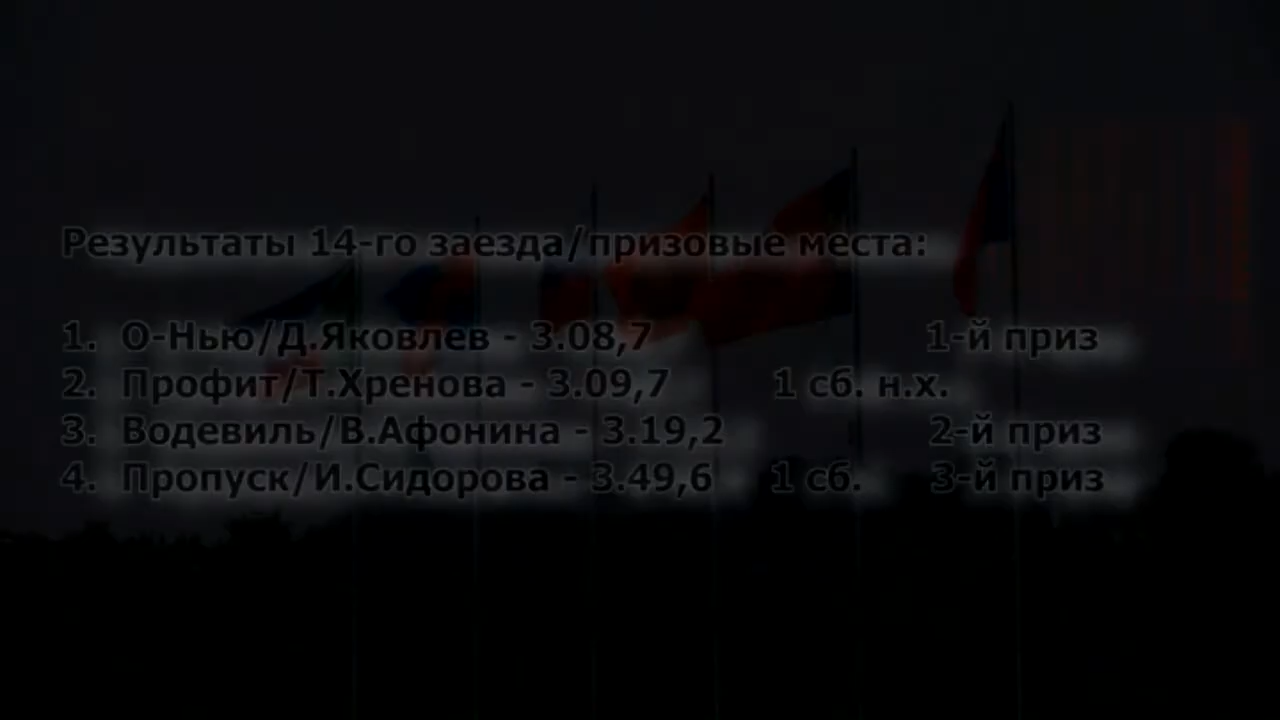 Результаты 14-го заезда/призовые места:
1. О-Нью/Д.Яковлев - 3.08,7 1-й приз
2. Профит/Т.Хренова - 3.09,7 1 сб. н.х.
3. Водевиль/В.Афонина - 3.19,2 2-й приз
4. Пропуск/И.Сидорова - 3.49,6 1 сб. 3-й приз